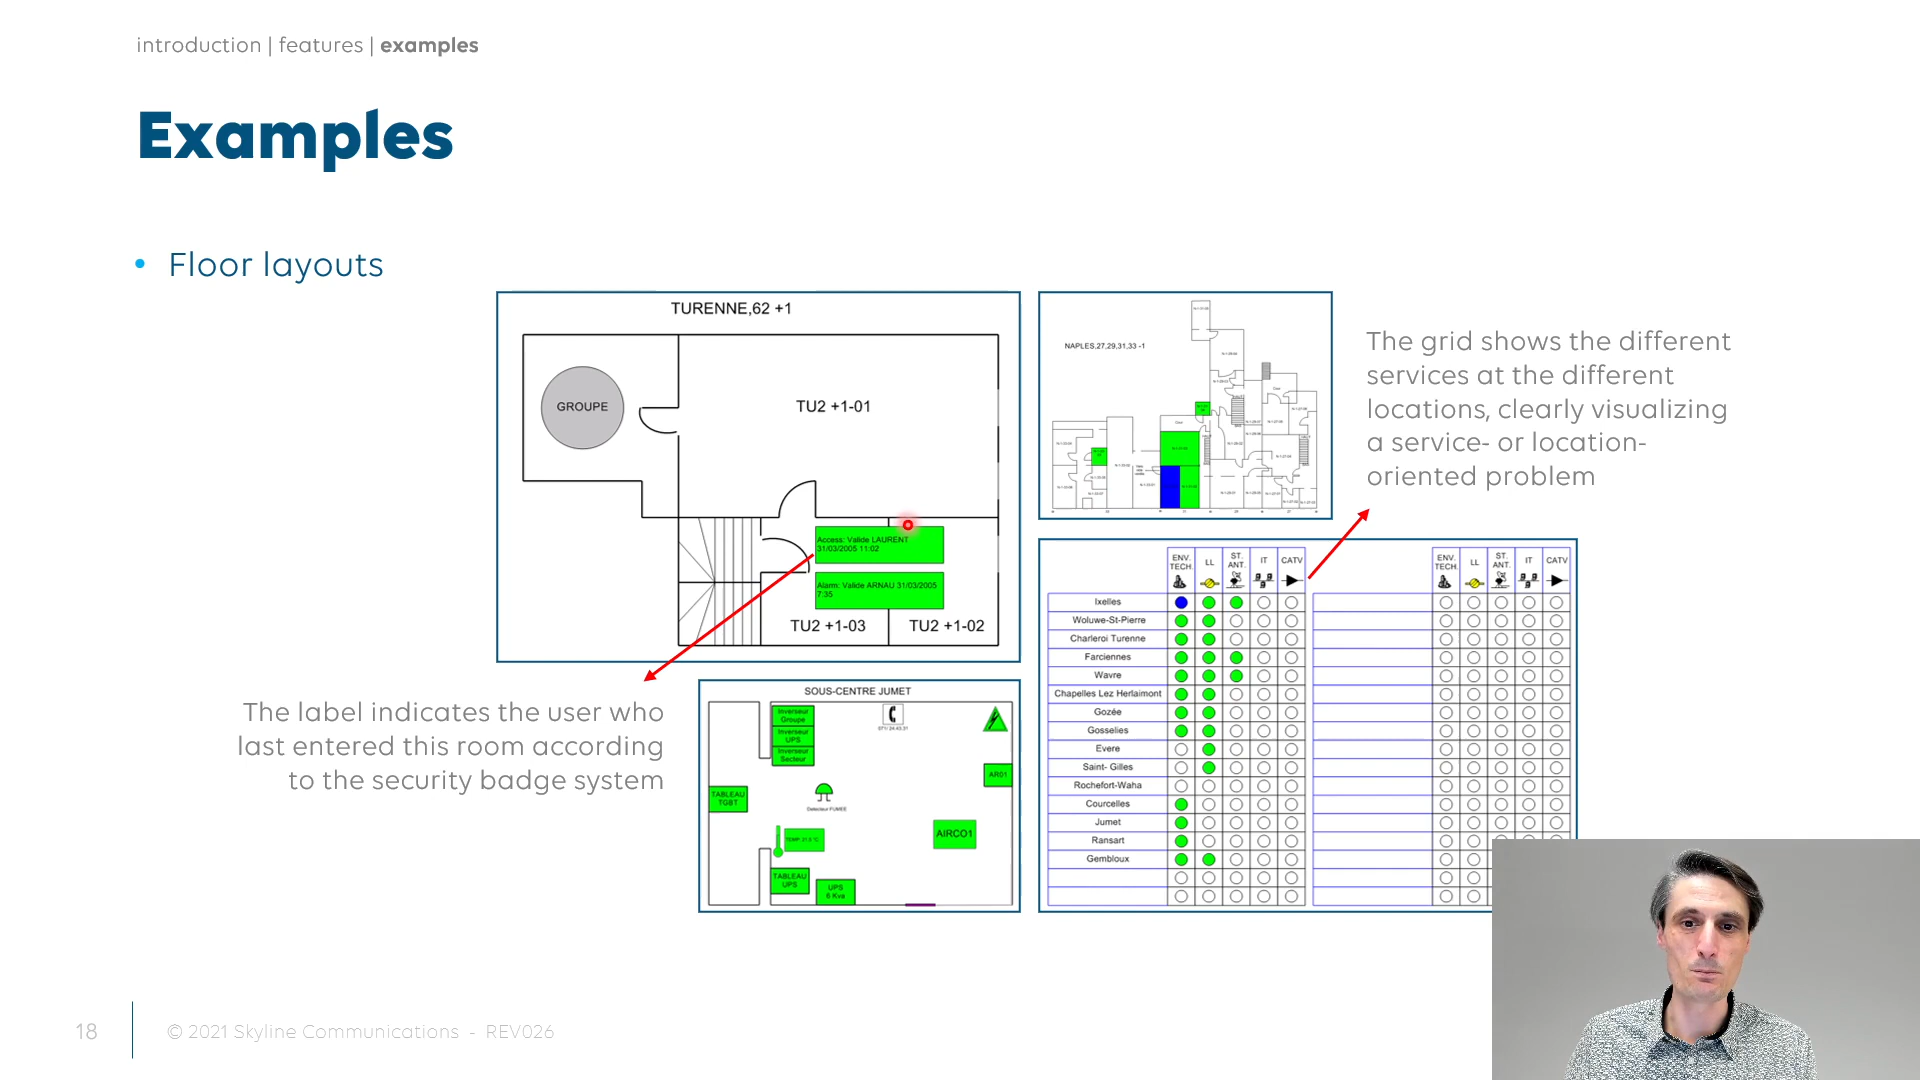 introduction | features | examples
Examples
• Floor layouts
TURENNE,62 +1
GROUPE
TU2 +1-01
Access: Valide LAURENT
31/03/2005 11:02
Alarm: Valide ARNAU 31/03/2005
7:35
TU2 +1-03
TU2 +1-02
NAPLES.27,29,31,33 -1
The grid shows the different
services at the different
locations, clearly visualizing
a service- or location-
oriented problem
The label indicates the user who
last entered this room according
to the security badge system
SOUS-CENTRE JUMET
Inverseur
Groupe
Inverseur
UPS
Inverseur
Secteur
AR01
TABLEAU
TGBT
Detecteur FUMEE
AIRCO1
TABLEAU
UPS
UPS
6 Kva
ENV.
TECH.
LL
ST.
ANT.
IT
CATV
ENV.
TECH.
LL
ST.
ANT.
IT
CATV
Ixelles
Woluwe-St-Pierre
Charleroi Turenne
Farciennes
Wavre
Chapelles Lez Herlaimont
Gozée
Gosselies
Evere
Saint- Gilles
Rochefort-Waha
Courcelles
Jumet
Ransart
Gembloux
18
© 2021 Skyline Communications - REV026